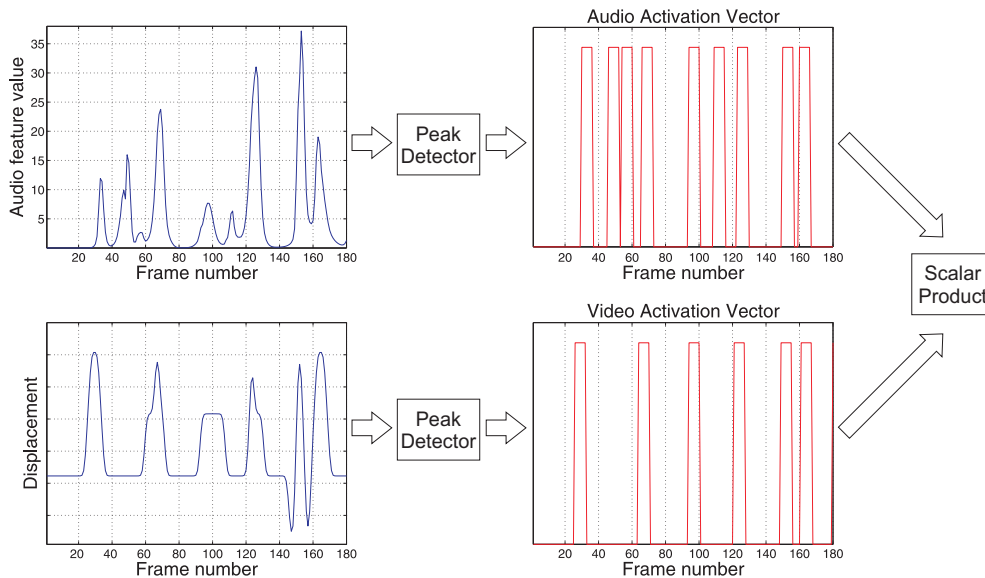 Audio Activation Vector
35
30
25
20
15
10
5
Audio feature value
20 40 60 80 100 120 140 160 180
Frame number
Peak
Detector
20 40 60 80 100 120 140 160 180
Frame number
Scalar
Product
Video Activation Vector
Displacement
20 40 60 80 100 120 140 160 180
Frame number
Peak
Detector
20 40 60 80 100 120 140 160 180
Frame number